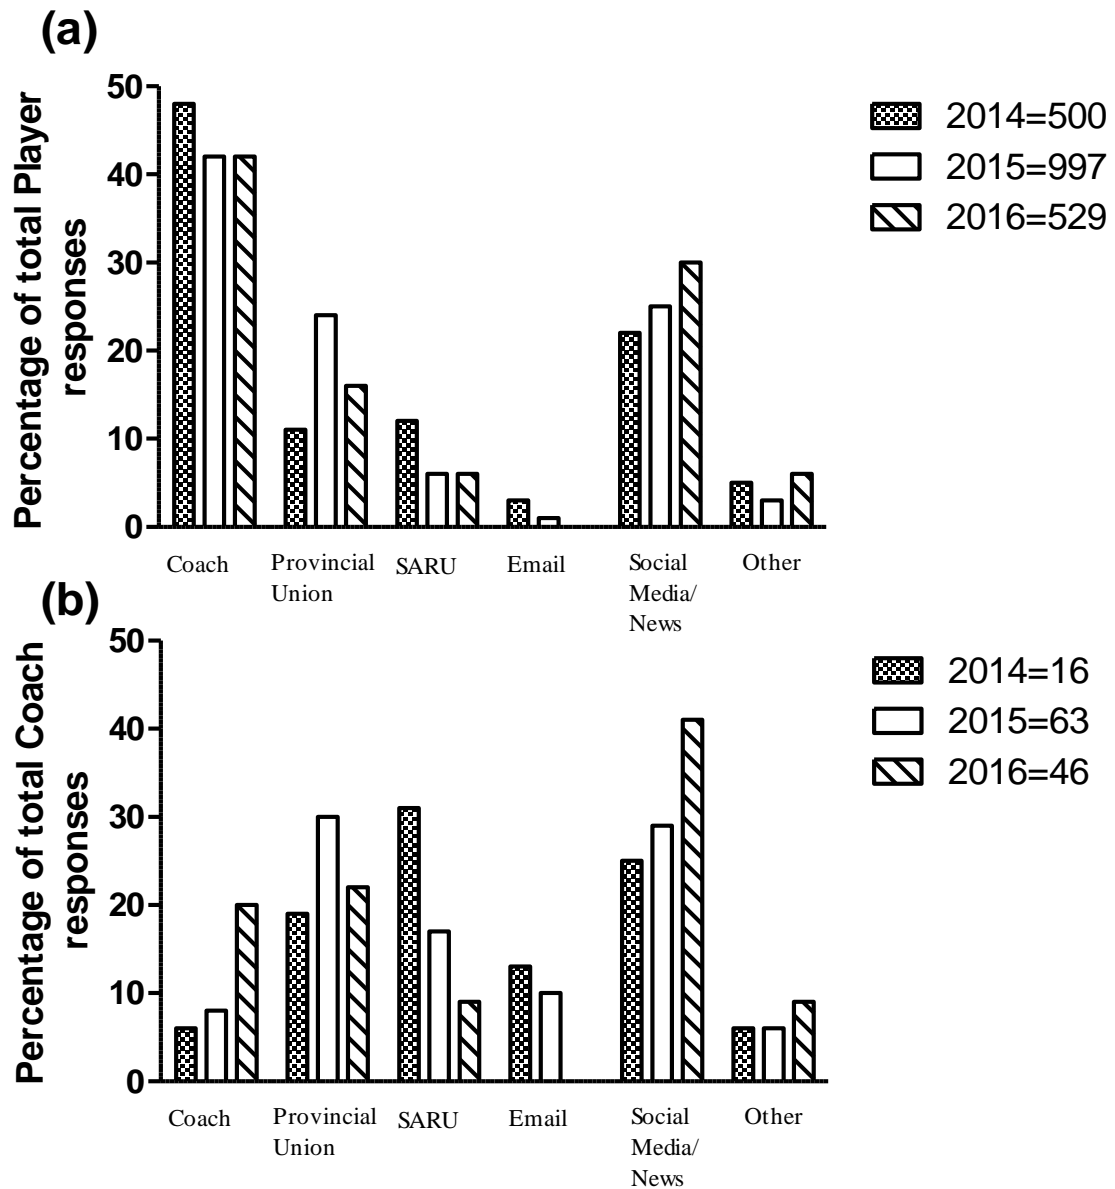 (a)
Percentage of total Player
responses
50
40
30
20
10
0
Coach
Provincial
Union
SARU
Email
Social
Media/
News
Other
2014=500
2015=997
2016=529
(b)
Percentage of total Coach
responses
50
40
30
20
10
0
Coach
Provincial
Union
SARU
Email
Social
Media/
News
Other
2014=16
2015=63
2016=46